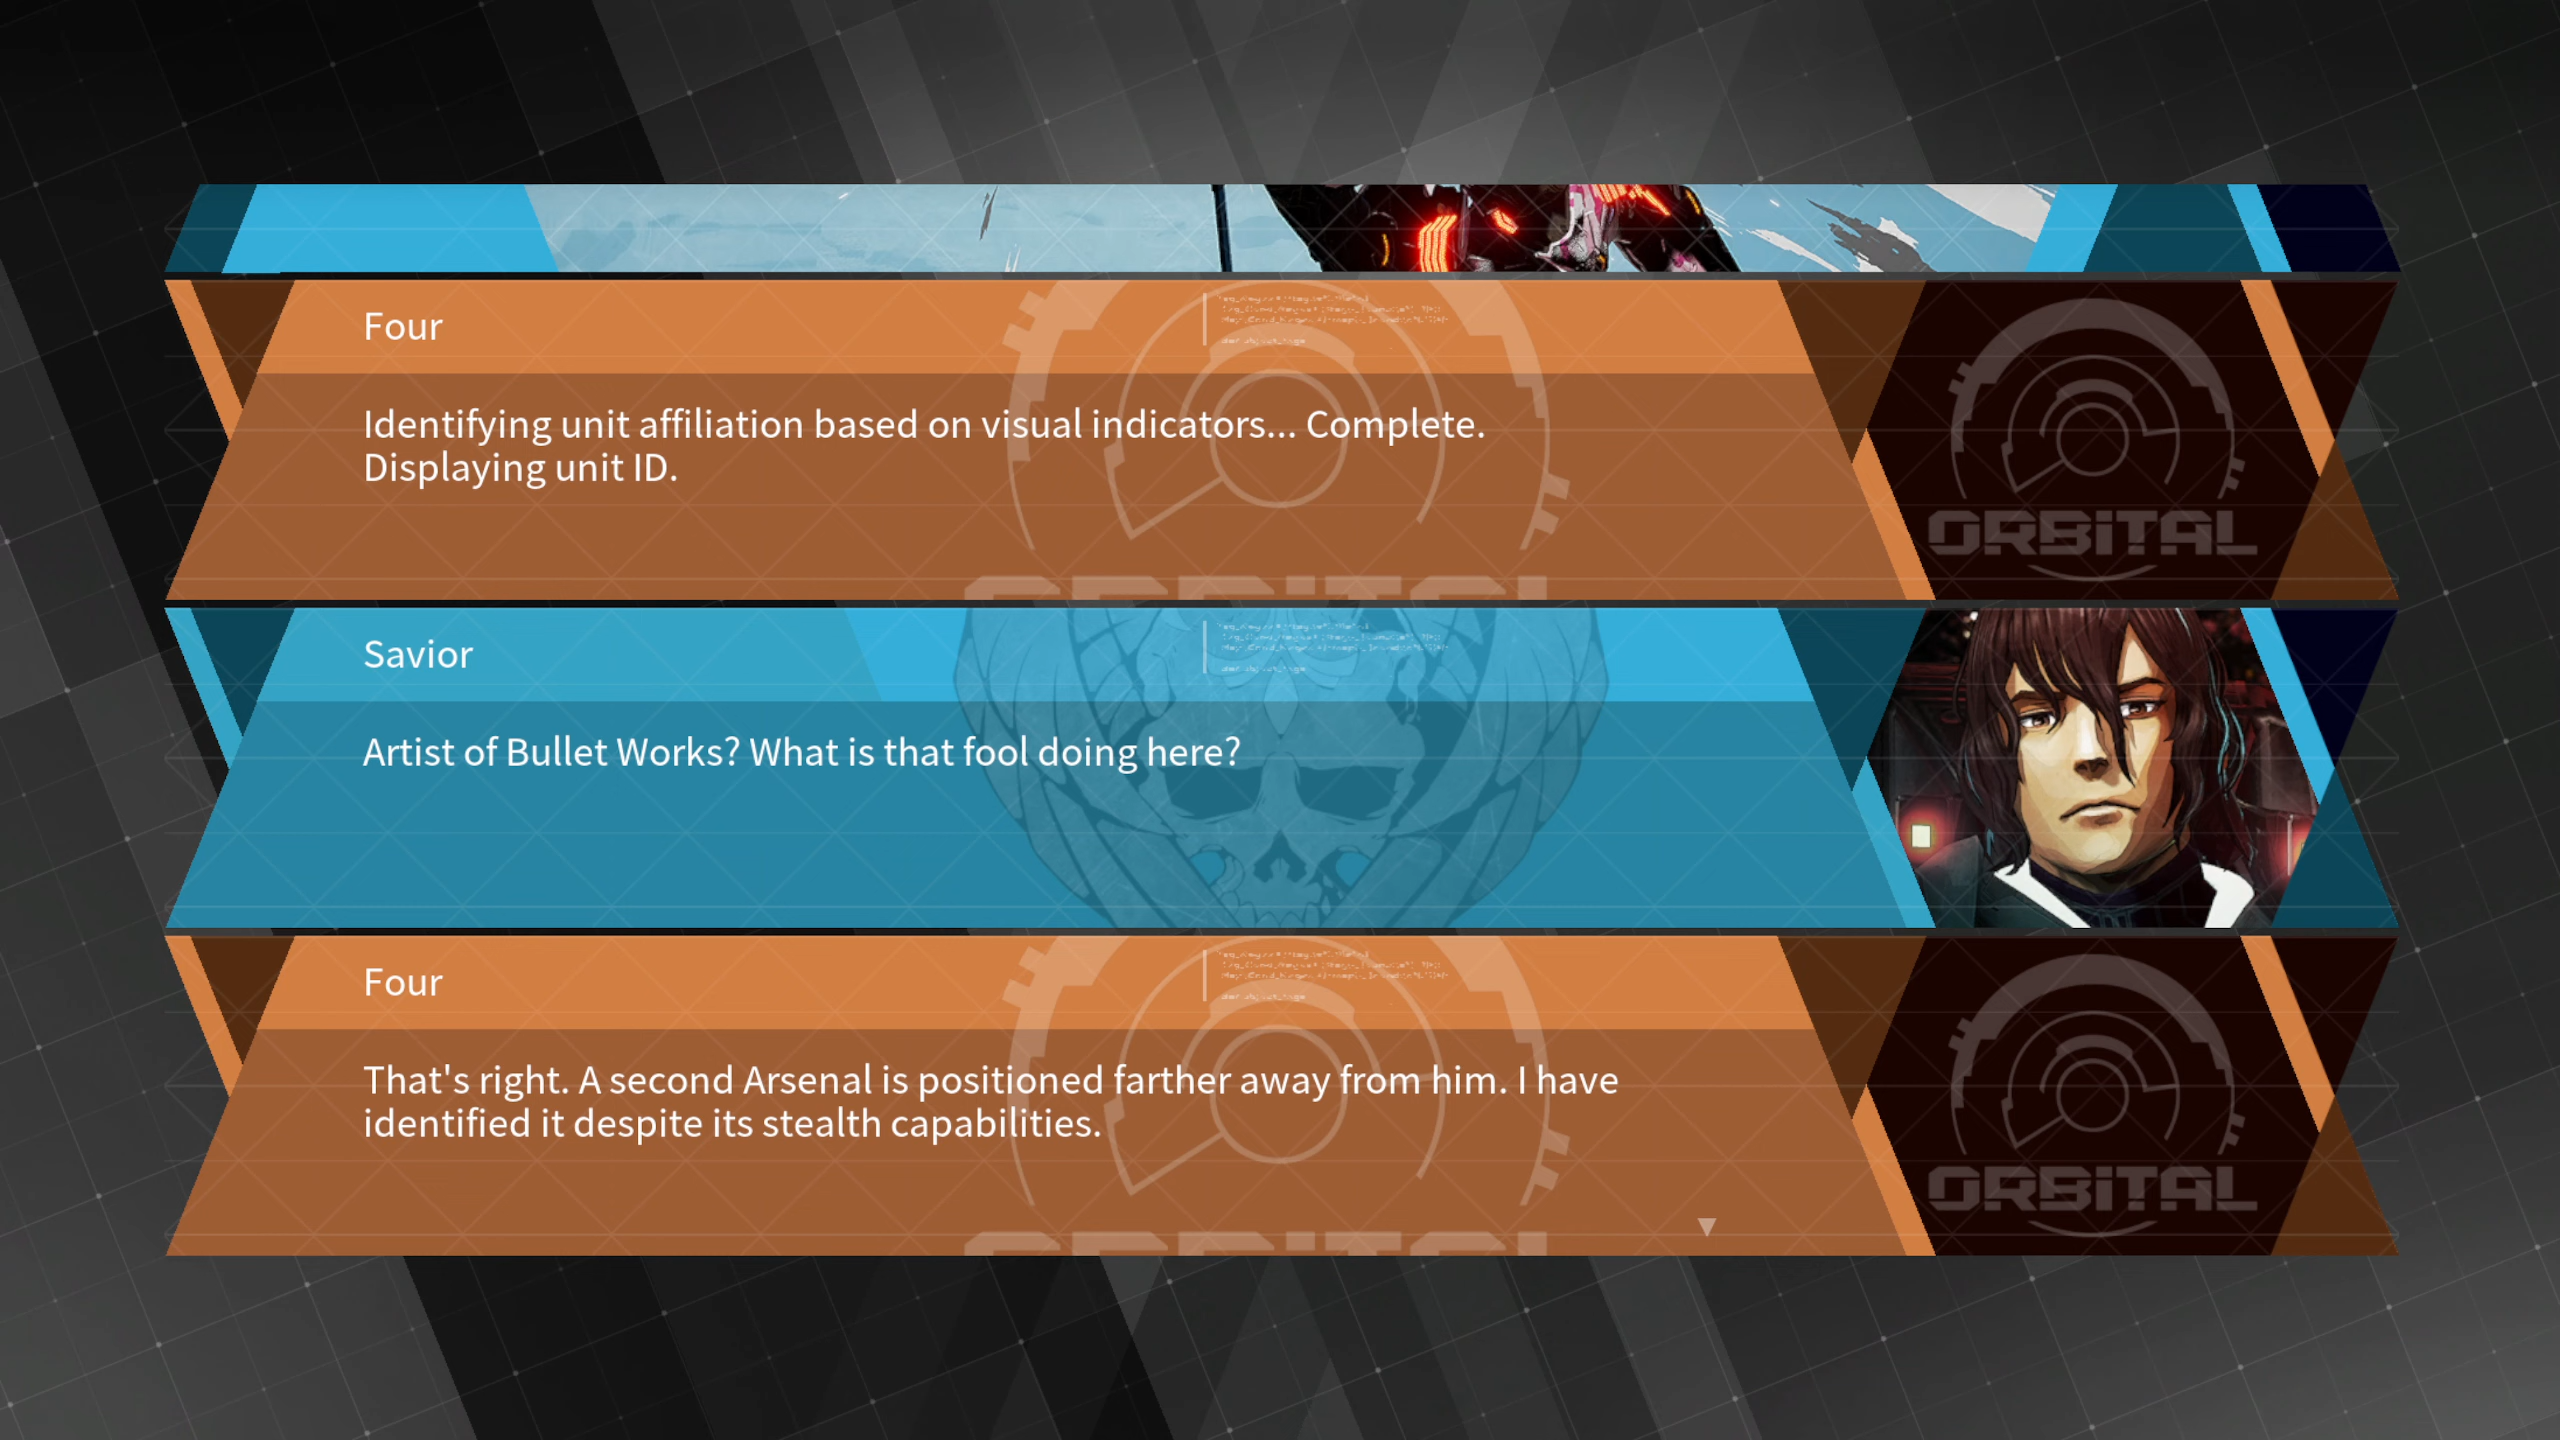 Four
Identifying unit affiliation based on visual indicators... Complete.
Displaying unit ID.
ORBITAL
Savior
Artist of Bullet Works? What is that fool doing here?
Four
That's right. A second Arsenal is positioned farther away from him. I have
identified it despite its stealth capabilities.
ORBITAL